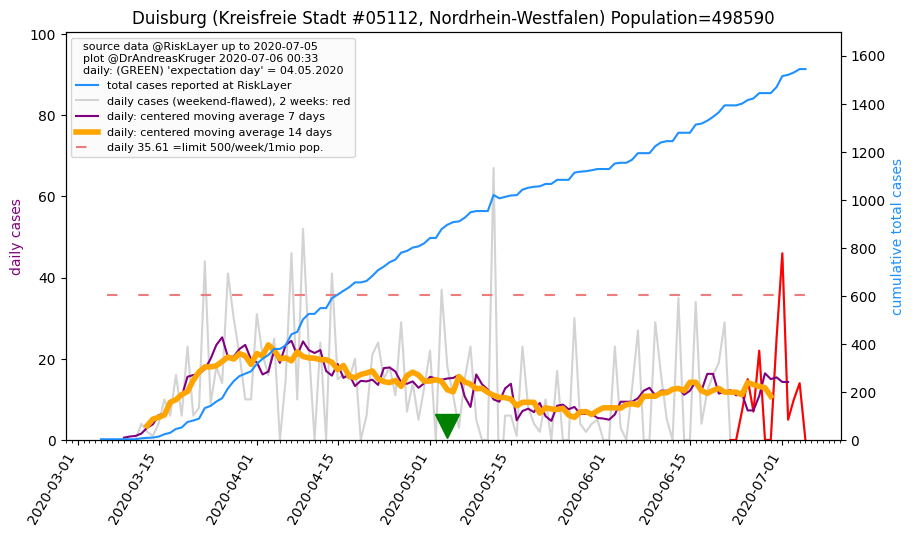 Duisburg (Kreisfreie Stadt #05112, Nordrhein-Westfalen) Population=498590
source data @RiskLayer up to 2020-07-05
plot @DrAndreasKruger 2020-07-06 00:33
daily: (GREEN) 'expectation day' = 04.05.2020
total cases reported at RiskLayer
daily cases (weekend-flawed), 2 weeks: red
daily: centered moving average 7 days
daily: centered moving average 14 days
daily 35.61 =limit 500/week/1mio pop.
daily cases
100
80
60
40
20
0
cumulative total cases
1600
1400
1200
1000
800
600
400
200
0
2020-03-01
2020-03-15
2020-04-01
2020-04-15
2020-05-01
2020-05-15
2020-06-01
2020-06-15
2020-07-01